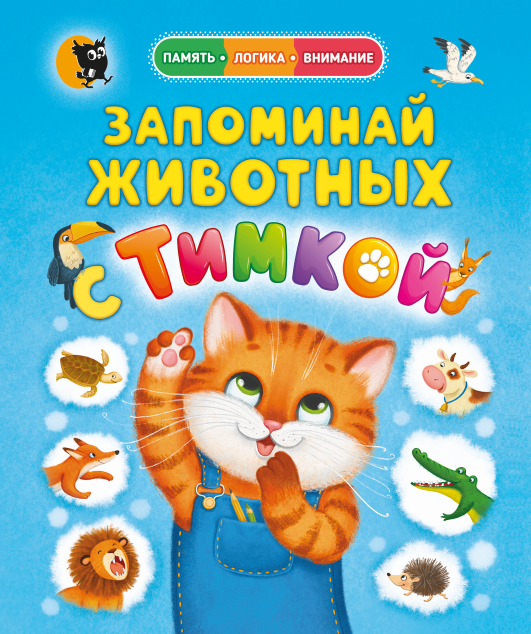 ПАМЯТЬ • ЛОГИКА • ВНИМАНИЕ
ЗАПОМИНАЙ
ЖИВОТНЫХ
С ТИМКОЙ